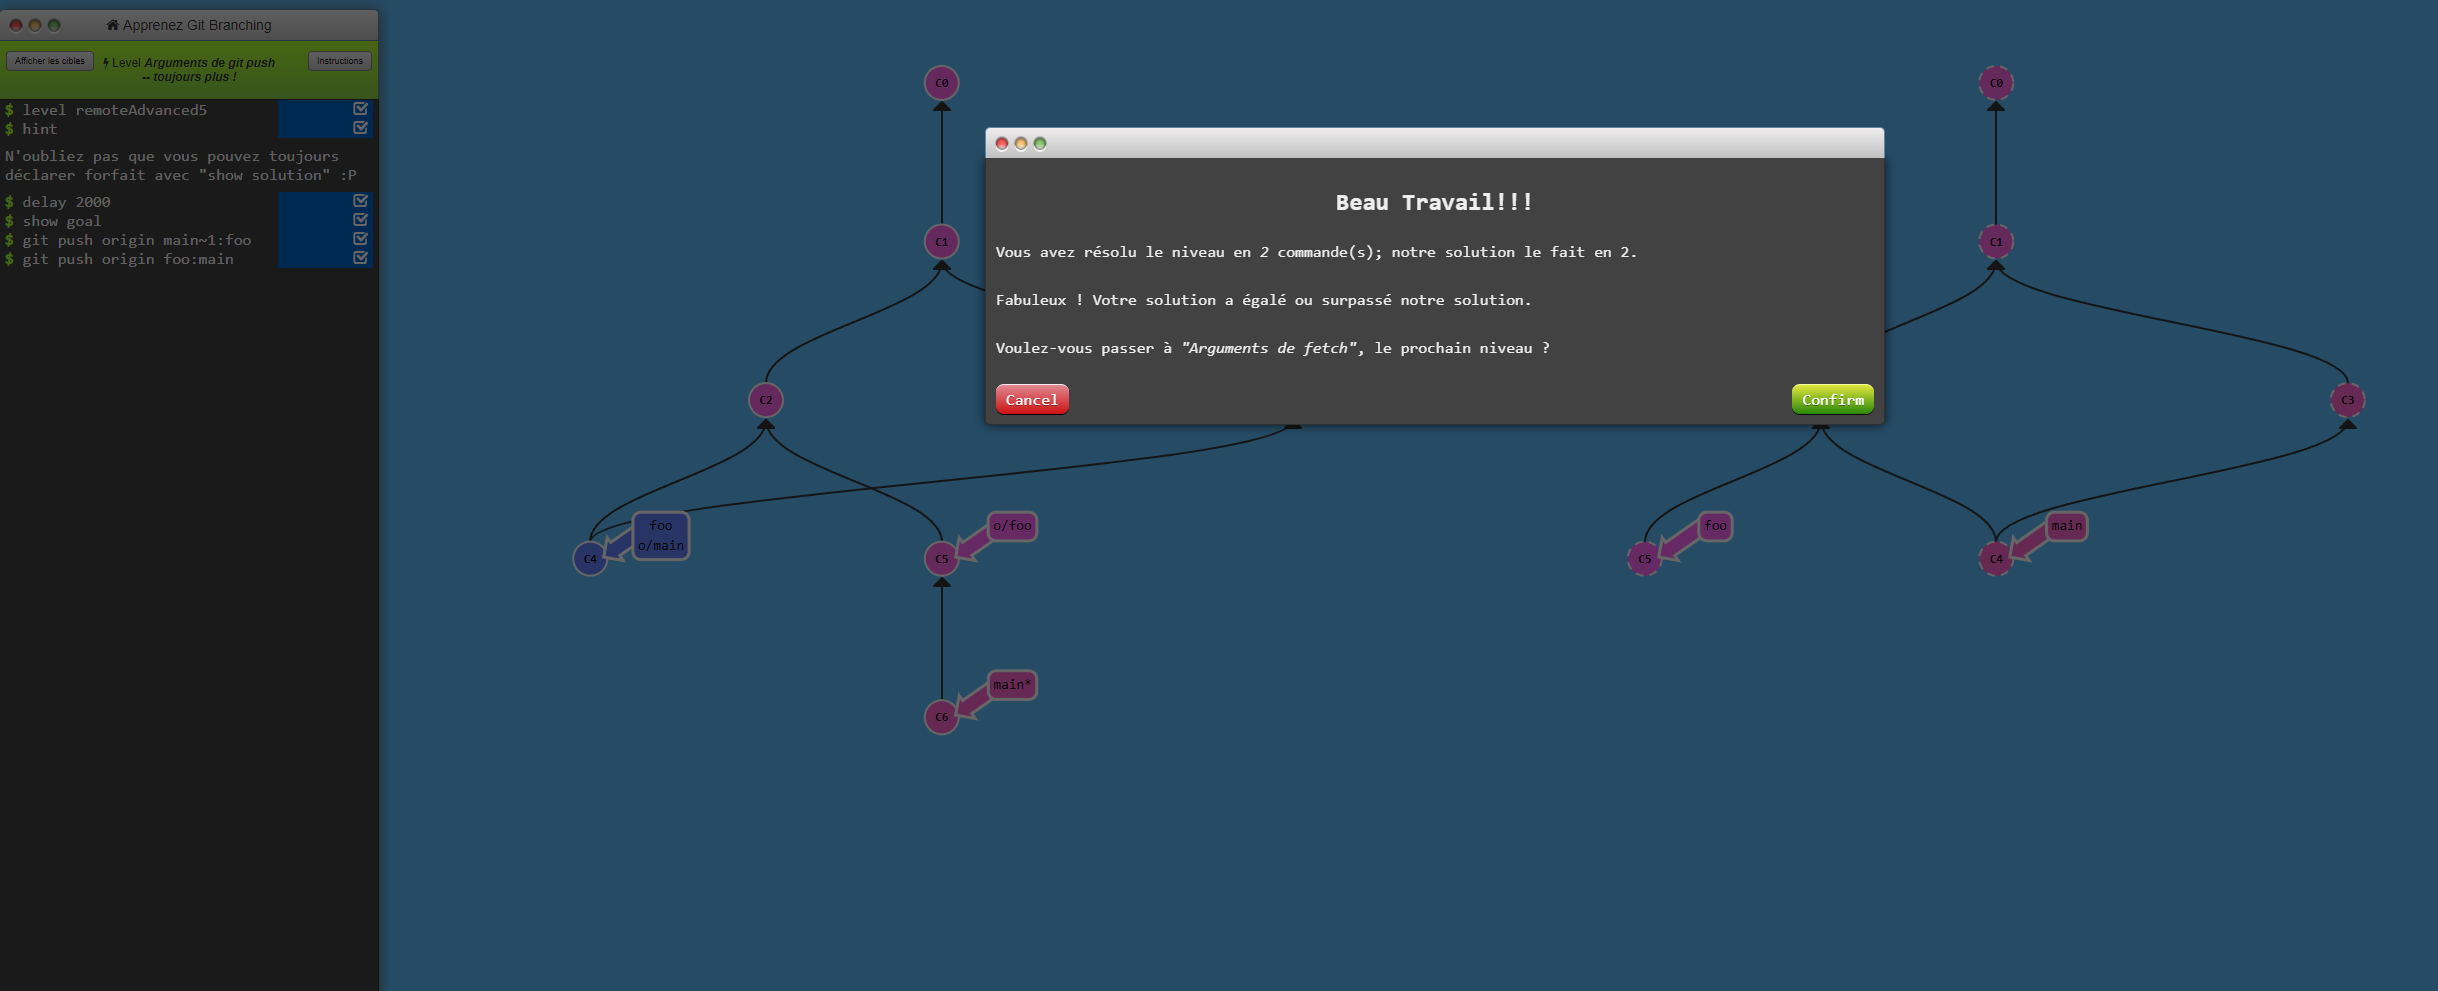 Apprenez Git Branching
Afficher les cibles
Level Arguments de git push
-- toujours plus !
Instructions
$ level remoteAdvanced5
$ hint
N'oubliez pas que vous pouvez toujours
déclarer forfait avec "show solution" :P
$ delay 2000
$ show goal
$ git push origin main~1:foo
$ git push origin foo:main
C0
C0
Beau Travail!!!
C1
Vous avez résolu le niveau en 2 commande(s); notre solution le fait en 2.
C1
Fabuleux ! Votre solution a égalé ou surpassé notre solution.
Voulez-vous passer à "Arguments de fetch", le prochain niveau ?
C2
Cancel
Confirm
C3
foo
o/main
o/foo
foo
main
C4
C5
C5
C4
main*
C6